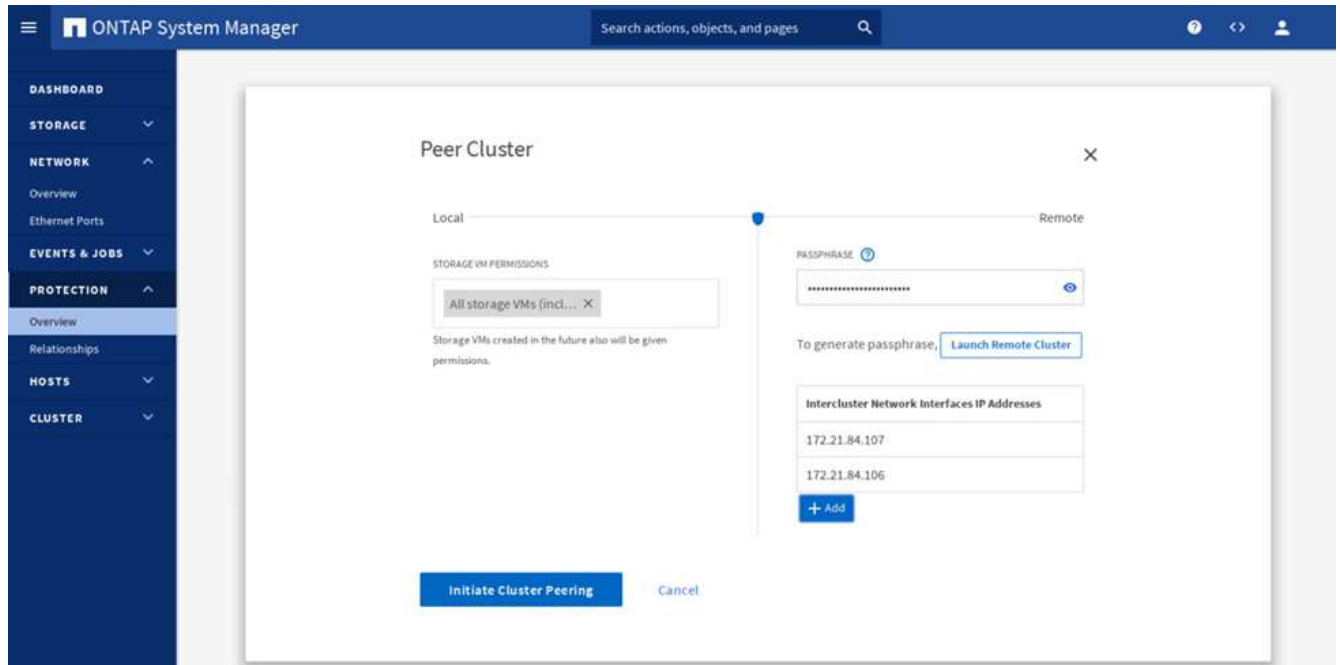 ONTAP System Manager
Search actions, objects, and pages
DASHBOARD
STORAGE
NETWORK
Overview
Ethernet Ports
EVENTS & JOBS
PROTECTION
Overview
Relationships
HOSTS
CLUSTER
Peer Cluster
Local
Remote
STORAGE VM PERMISSIONS
All storage VMs (incl...
Storage VMs created in the future also will be given
permissions.
PASSPHRASE
••••••••••••••••••••••••
To generate passphrase, Launch Remote Cluster
Intercluster Network Interfaces IP Addresses
172.21.84.107
172.21.84.106
+ Add
Initiate Cluster Peering
Cancel